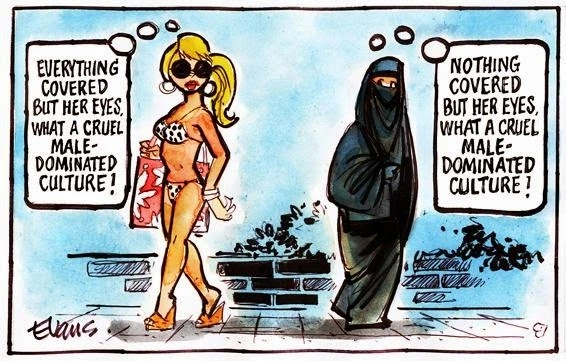 EVERYTHING
COVERED
BUT HER EYES,
WHAT A CRUEL
MALE-
DOMINATED
CULTURE!
NOTHING
COVERED
BUT HER EYES,
WHAT A CRUEL
MALE-
DOMINATED
CULTURE!
Evans